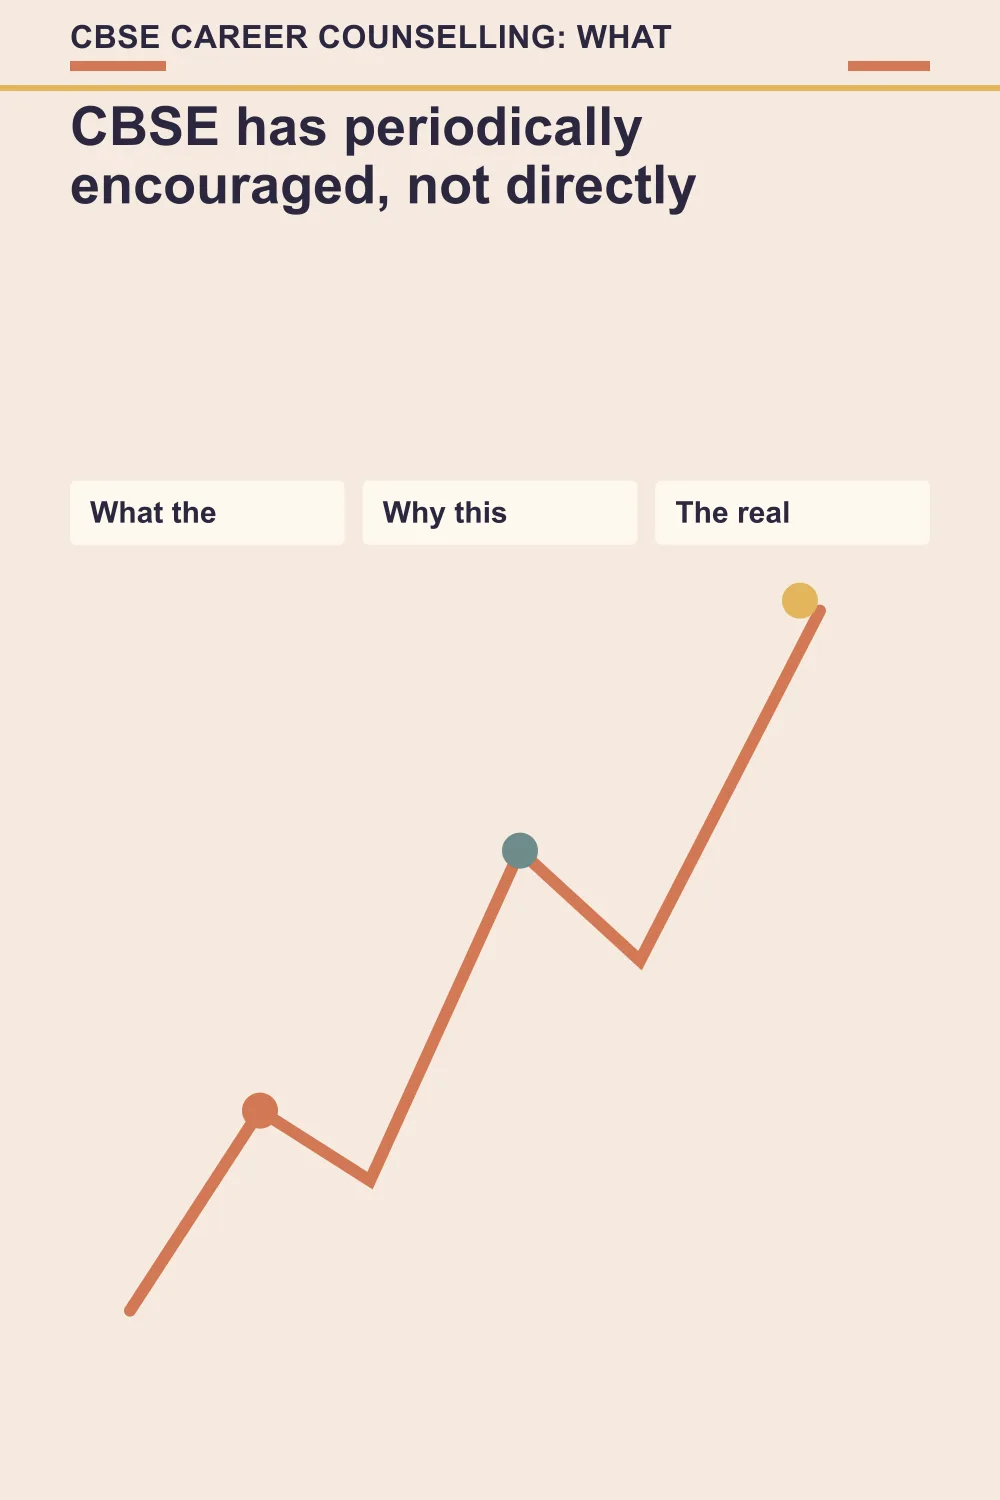 CBSE CAREER COUNSELLING: WHAT
CBSE has periodically
encouraged, not directly
What the
Why this
The real